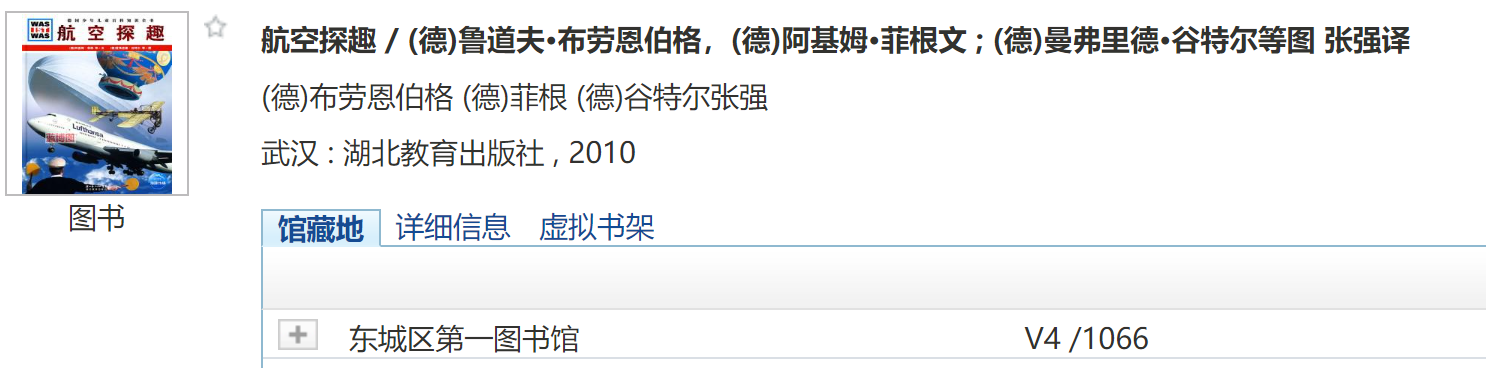 WAS
IST
WAS
航空探趣
Lufthansa
图书
航空探趣 / (德)鲁道夫·布劳恩伯格，(德)阿基姆·菲根文 ; (德)曼弗里德·谷特尔等图 张强译
(德)布劳恩伯格 (德)菲根 (德)谷特尔张强
武汉 : 湖北教育出版社 , 2010
馆藏地 详细信息 虚拟书架
东城区第一图书馆 V4 /1066